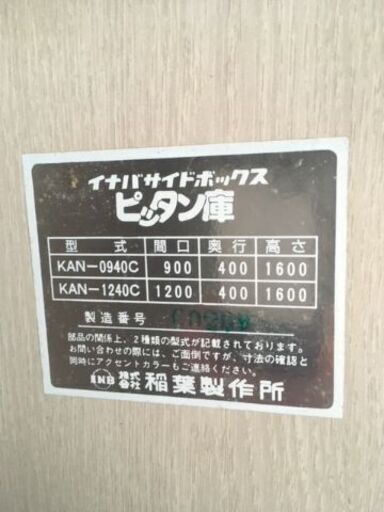 イナバサイドボックス
ピッタン庫
型 式 間口 奥行 高さ
KAN-0940C 900 400 1600
KAN-1240C 1200 400 1600
製造番号
部品の関係上、2種類の型式が記載されております。
お問い合わせの際には、ご面倒ですが、寸法の確認と
同時にアクセントカラーもご連絡ください。
INB 株式会社 稲葉製作所